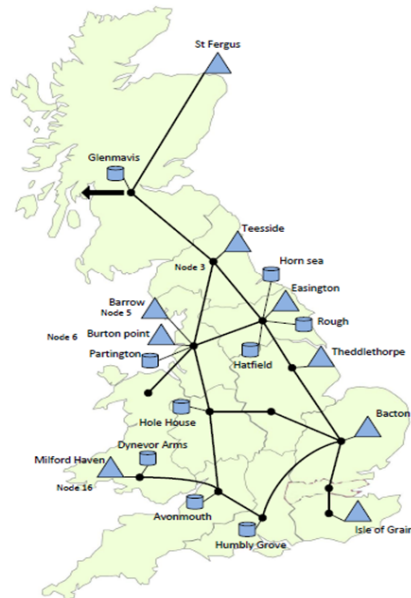 St Fergus
Glenmavis
Teesside
Node 3
Horn sea
Easington
Barrow
Node 5
Rough
Node 6
Burton point
Partington
Hatfield
Theddlethorpe
Hole House
Bacton
Dynevor Arms
Milford Haven
Node 16
Avonmouth
Humbly Grove
Isle of Grain